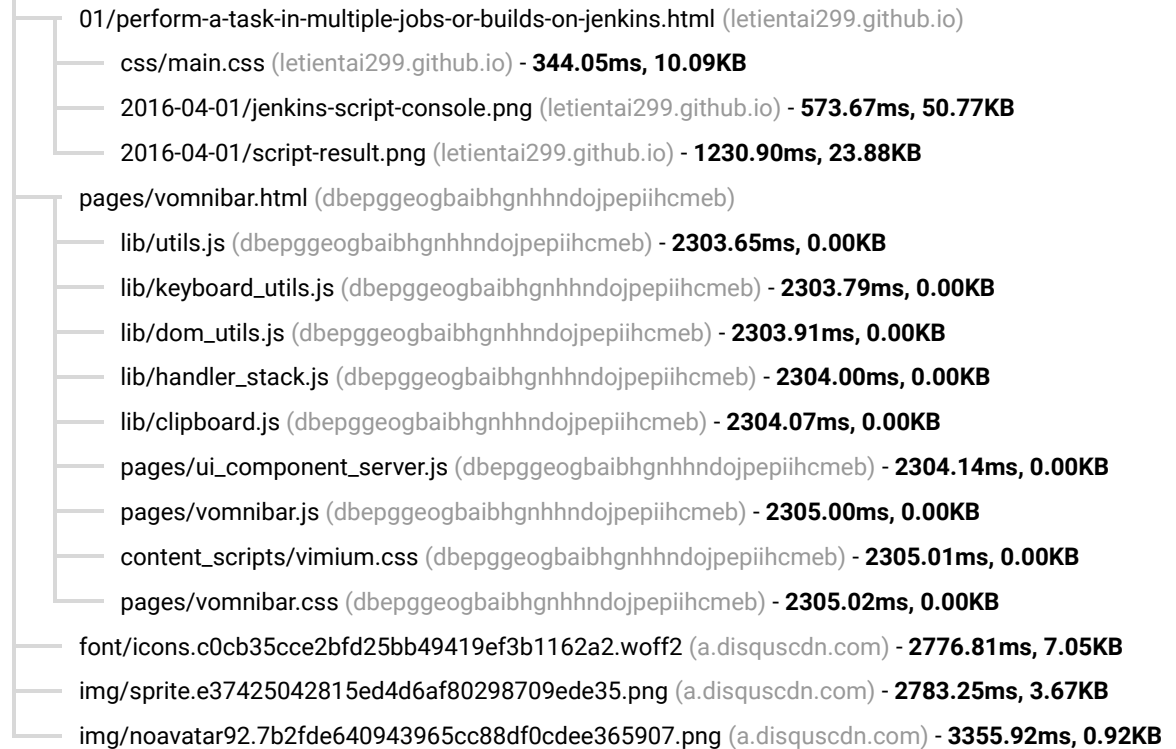 01/perform-a-task-in-multiple-jobs-or-builds-on-jenkins.html (letientai299.github.io)
css/main.css (letientai299.github.io) - 344.05ms, 10.09KB
2016-04-01/jenkins-script-console.png (letientai299.github.io) - 573.67ms, 50.77KB
2016-04-01/script-result.png (letientai299.github.io) - 1230.90ms, 23.88KB
pages/vomnibar.html (dbepggeogbaibhgnhhndojpepiihcmeb)
lib/utils.js (dbepggeogbaibhgnhhndojpepiihcmeb) - 2303.65ms, 0.00KB
lib/keyboard_utils.js (dbepggeogbaibhgnhhndojpepiihcmeb) - 2303.79ms, 0.00KB
lib/dom_utils.js (dbepggeogbaibhgnhhndojpepiihcmeb) - 2303.91ms, 0.00KB
lib/handler_stack.js (dbepggeogbaibhgnhhndojpepiihcmeb) - 2304.00ms, 0.00KB
lib/clipboard.js (dbepggeogbaibhgnhhndojpepiihcmeb) - 2304.07ms, 0.00KB
pages/ui_component_server.js (dbepggeogbaibhgnhhndojpepiihcmeb) - 2304.14ms, 0.00KB
pages/vomnibar.js (dbepggeogbaibhgnhhndojpepiihcmeb) - 2305.00ms, 0.00KB
content_scripts/vimium.css (dbepggeogbaibhgnhhndojpepiihcmeb) - 2305.01ms, 0.00KB
pages/vomnibar.css (dbepggeogbaibhgnhhndojpepiihcmeb) - 2305.02ms, 0.00KB
font/icons.c0cb35cce2bfd25bb49419ef3b1162a2.woff2 (a.disquscdn.com) - 2776.81ms, 7.05KB
img/sprite.e37425042815ed4d6af80298709ede35.png (a.disquscdn.com) - 2783.25ms, 3.67KB
img/noavatar92.7b2fde640943965cc88df0cdee365907.png (a.disquscdn.com) - 3355.92ms, 0.92KB